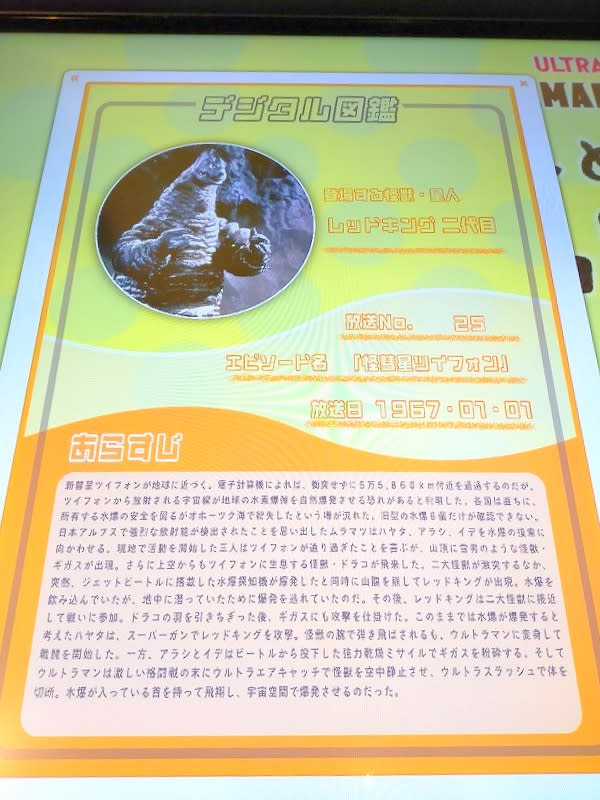 デジタル図鑑
ULTRA
MAN
登場する怪獣・星人
レッドキング 二代目
放送No. 25
エピソード名 「怪彗星ツイフォン」
放送日 1967・01・01
あらすじ
新彗星ツイフォンが地球に近づく。電子計算機によれば、衝突せずに5万5,860km付近を通過するのだが、
ツイフォンから放射される宇宙線が地球の水素爆弾を自然爆発させる恐れがあると判明した。各国は直ちに、
所有する水爆の安全を図るがオホーツク海で紛失したという噂が流れた、旧型の水爆6個だけが確認できない。
日本アルプスで強烈な放射能が検出されたことを思い出したムラマツはハヤタ、アラシ、イデを水爆の捜索に
向かわせる。現地で活動を開始した三人はツイフォンが通り過ぎたことを喜ぶが、山頂に雪男のような怪獣・
ギガスが出現。さらに上空からもツイフォンに生息する怪獣・ドラコが飛来した。二大怪獣が激突するなか、
突然、ジェットビートルに搭載した水爆探知機が爆発したと同時に山腹を崩してレッドキングが出現。水爆を
飲み込んでいたが、地中に潜っていたために爆発を逃れていたのだ。その後、レッドキングは二大怪獣に接近
して戦いに参加。ドラコの羽を引きちぎった後、ギガスにも攻撃を仕掛けた。このままでは水爆が爆発すると
考えたハヤタは、スーパーガンでレッドキングを攻撃。怪獣の腕で弾き飛ばされるも、ウルトラマンに変身して
戦闘を開始した。一方、アラシとイデはビートルから投下した強力乾燥ミサイルでギガスを粉砕する。そして
ウルトラマンは激しい格闘戦の末にウルトラエアキャッチで怪獣を空中静止させ、ウルトラスラッシュで体を
切断。水爆が入っている首を持って飛翔し、宇宙空間で爆発させるのだった。